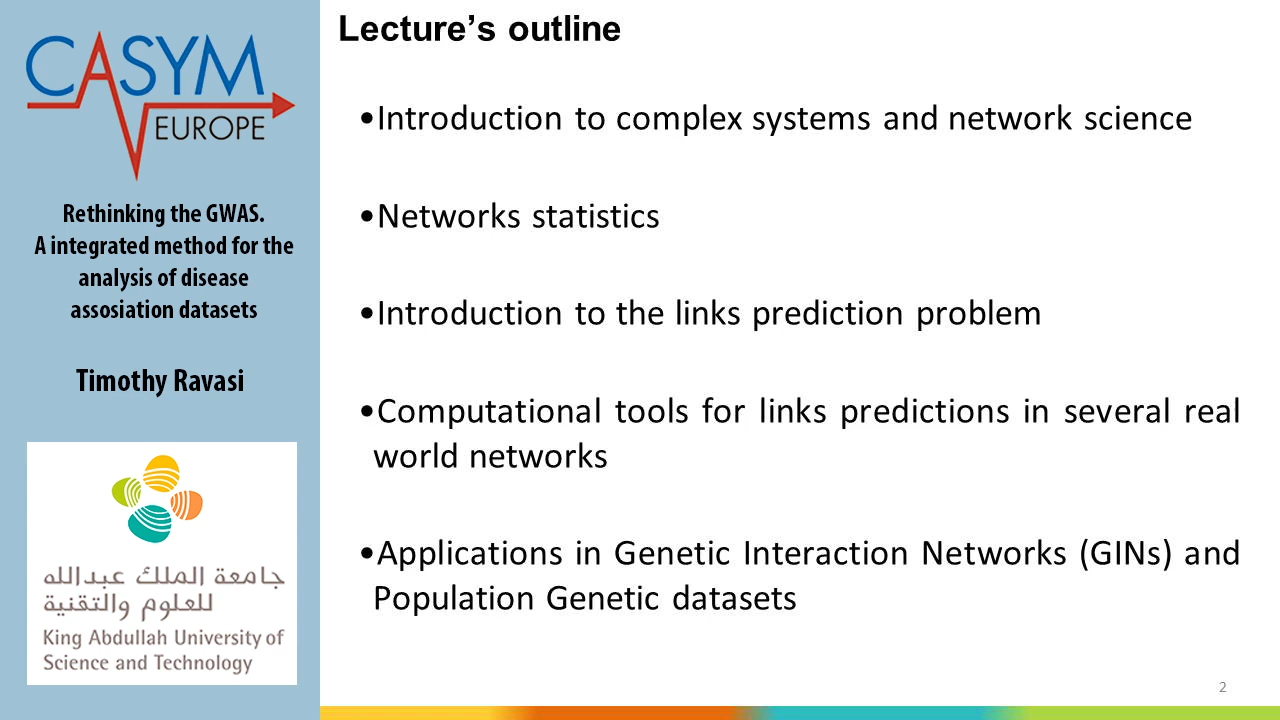 CASYM
EUROPE
Rethinking the GWAS.
A integrated method for the
analysis of disease
assosiation datasets
Timothy Ravasi
جامعة الملك عبدالله
للعلوم والتقنية
King Abdullah University of
Science and Technology
Lecture’s outline
•Introduction to complex systems and network science
•Networks statistics
•Introduction to the links prediction problem
•Computational tools for links predictions in several real
world networks
•Applications in Genetic Interaction Networks (GINs) and
Population Genetic datasets
2